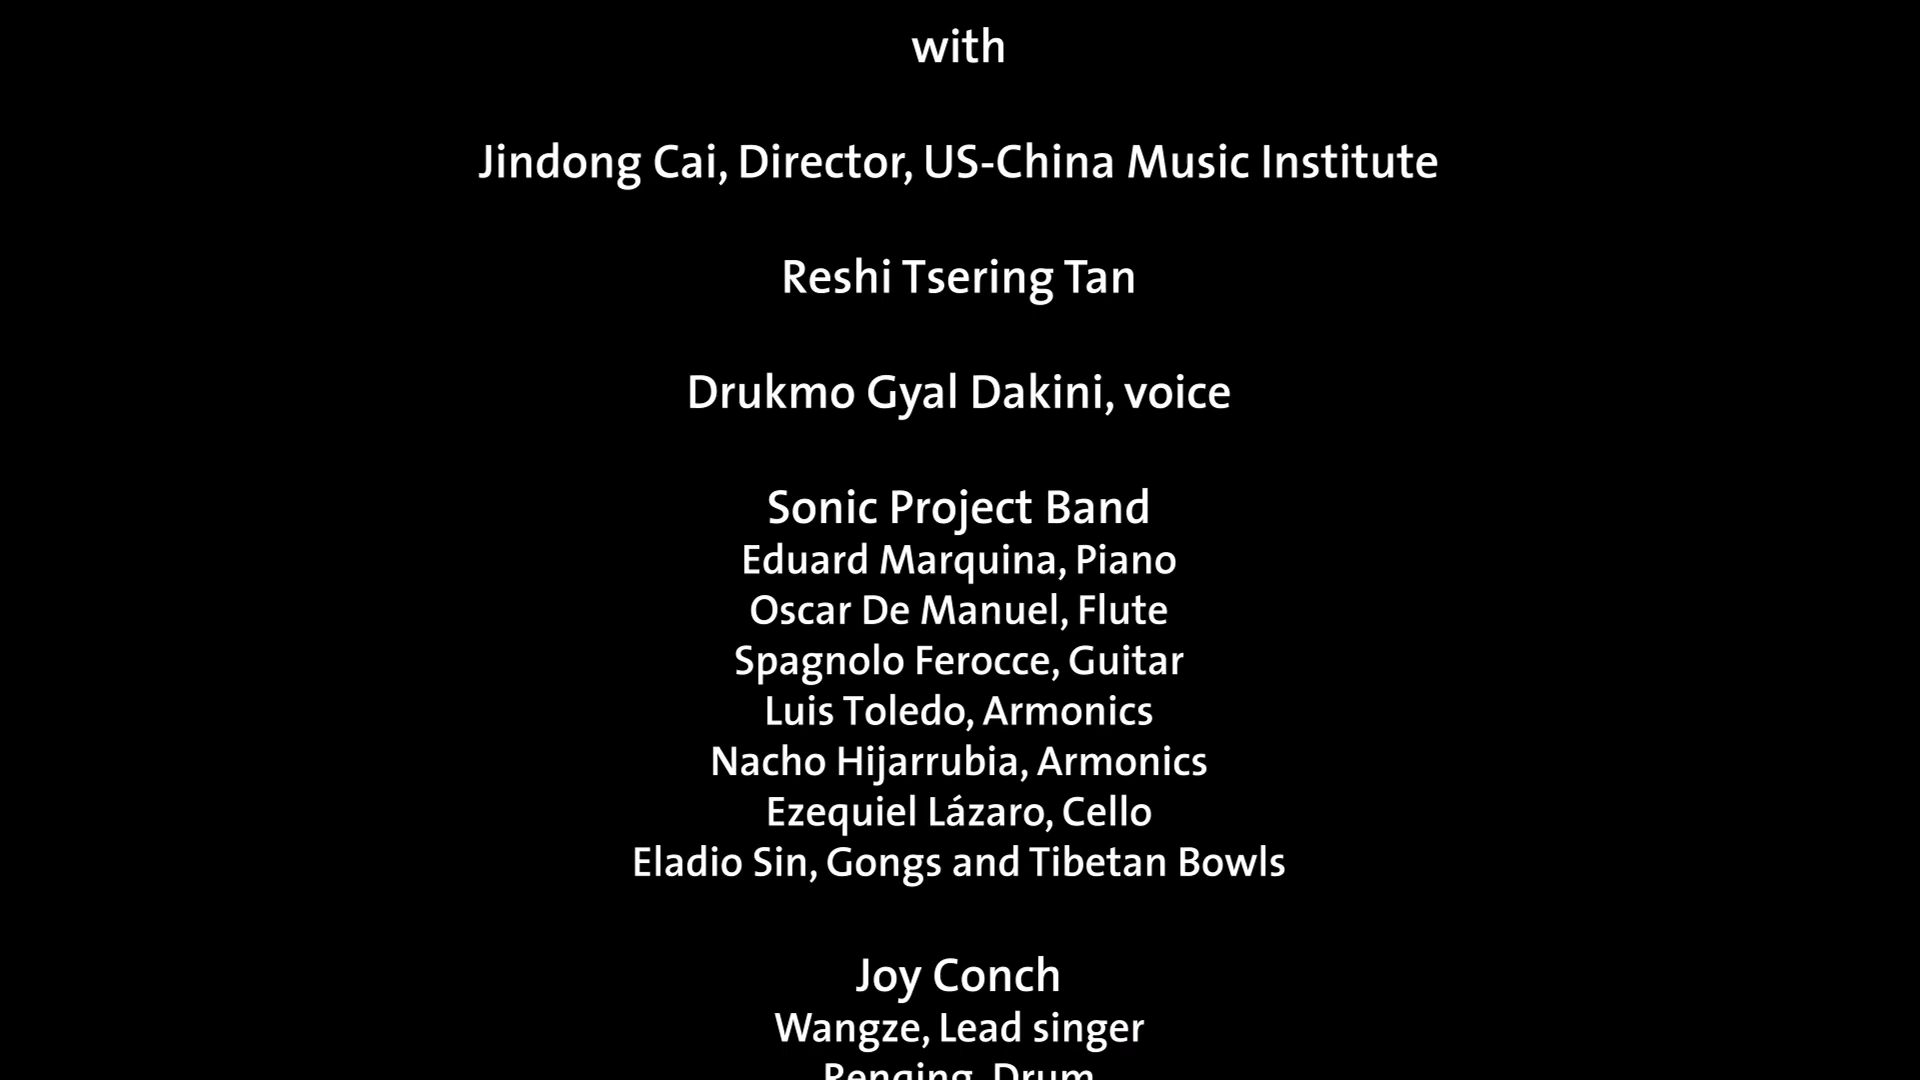 with
Jindong Cai, Director, US-China Music Institute
Reshi Tsering Tan
Drukmo Gyal Dakini, voice
Sonic Project Band
Eduard Marquina, Piano
Oscar De Manuel, Flute
Spagnolo Ferocce, Guitar
Luis Toledo, Armonics
Nacho Hijarrubia, Armonics
Ezequiel Lázaro, Cello
Eladio Sin, Gongs and Tibetan Bowls
Joy Conch
Wangze, Lead singer
Renqing, Drum